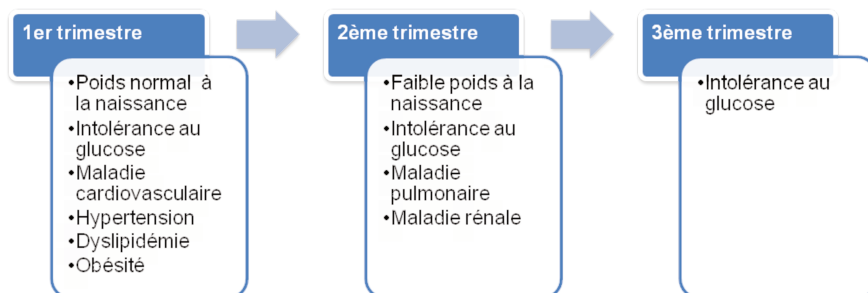 1er trimestre
•Poids normal à
la naissance
•Intolérance au
glucose
•Maladie
cardiovasculaire
•Hypertension
•Dyslipidémie
•Obésité
2ème trimestre
•Faible poids à la
naissance
•Intolérance au
glucose
•Maladie
pulmonaire
•Maladie rénale
3ème trimestre
•Intolérance au
glucose